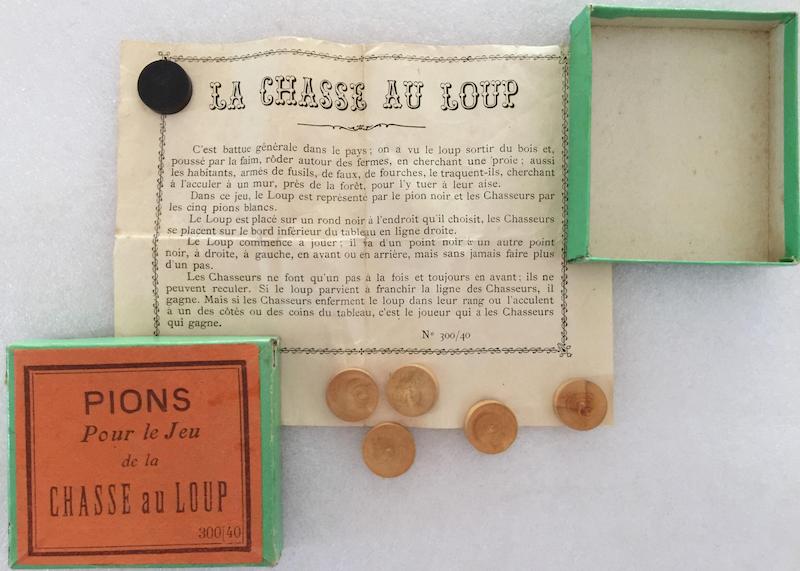 LA CHASSE AU LOUP
C'est battue générale dans le pays ; on a vu le loup sortir du bois et,
poussé par la faim, rôder autour des fermes, en cherchant une proie ; aussi
les habitants, armés de fusils, de faux, de fourches, le traquent-ils, cherchant
à l'acculer à un mur, près de la forêt, pour l'y tuer à leur aise.
Dans ce jeu, le Loup est représenté par le pion noir et les Chasseurs par
les cinq pions blancs.
Le Loup est placé sur un rond noir à l'endroit qu'il choisit, les Chasseurs
se placent sur le bord inférieur du tableau en ligne droite.
Le Loup commence à jouer ; il va d'un point noir à un autre point
noir, à droite, à gauche, en avant ou en arrière, mais sans jamais faire plus
d'un pas.
Les Chasseurs ne font qu'un pas à la fois et toujours en avant ; ils ne
peuvent reculer. Si le loup parvient à franchir la ligne des Chasseurs, il
gagne. Mais si les Chasseurs enferment le loup dans leur rang ou l'acculent
à un des côtés ou des coins du tableau, c'est le joueur qui a les Chasseurs
qui gagne.
No 300/40
PIONS
Pour le Jeu
de la
CHASSE au LOUP
300/40